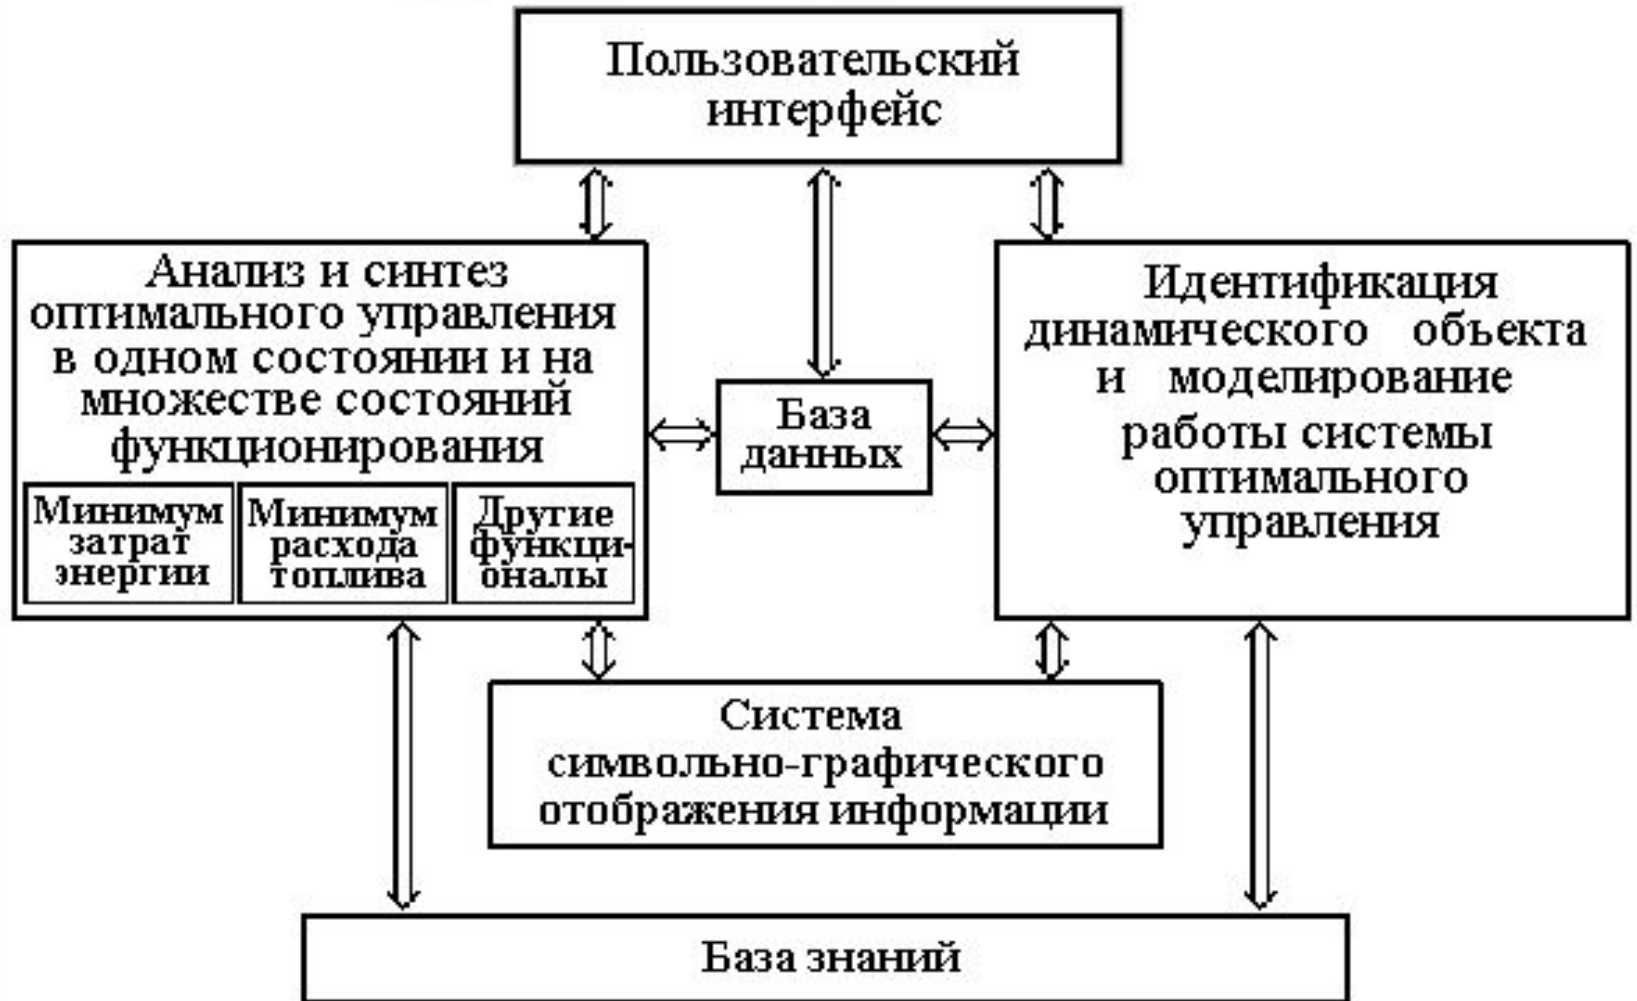 Пользовательский
интерфейс
Анализ и синтез
оптимального управления
в одном состоянии и на
множестве состояний
функционирования
Минимум
затрат
энергии
Минимум
расхода
топлива
Другие
функци-
оналы
База
данных
Идентификация
динамического объекта
и моделирование
работы системы
оптимального
управления
Система
символьно-графического
отображения информации
База знаний